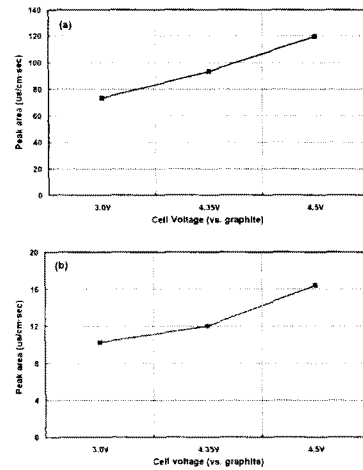 (a)
Peak area (us/cm·sec)
140
120
100
80
60
40
20
0
3.0V 4.35V 4.5V
Cell Voltage (vs. graphite)
(b)
Peak area (us/cm·sec)
20
16
12
8
4
0
3.0V 4.35V 4.5V
Cell voltage (vs. graphite)